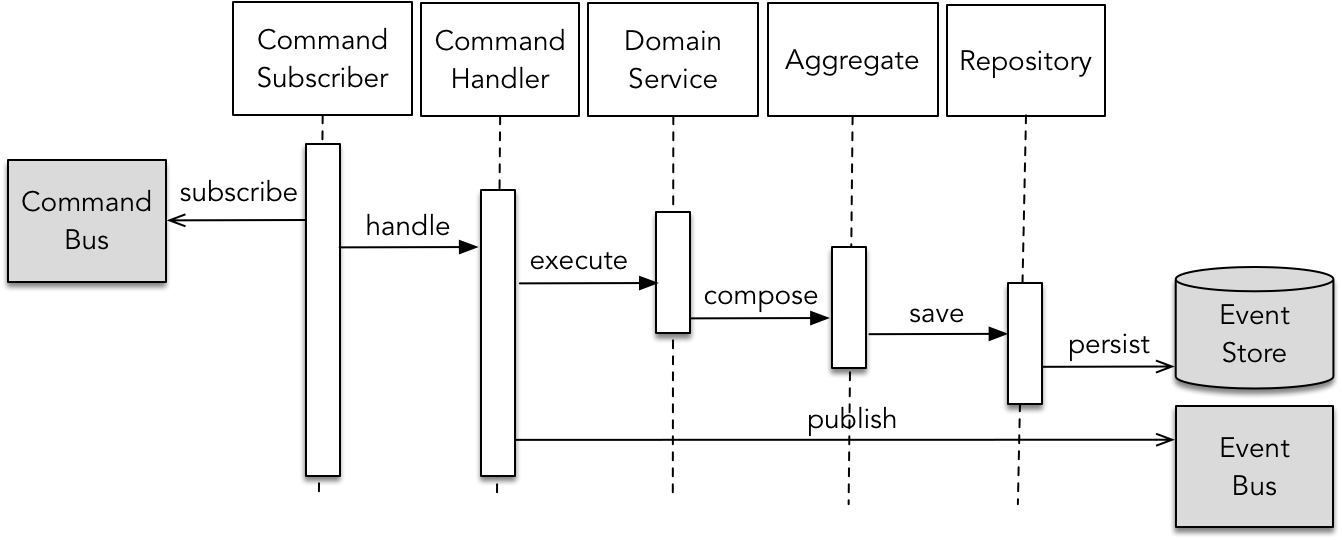 Command
Subscriber
Command
Handler
Domain
Service
Aggregate
Repository
Command
Bus
subscribe
handle
execute
compose
save
persist
Event
Store
publish
Event
Bus